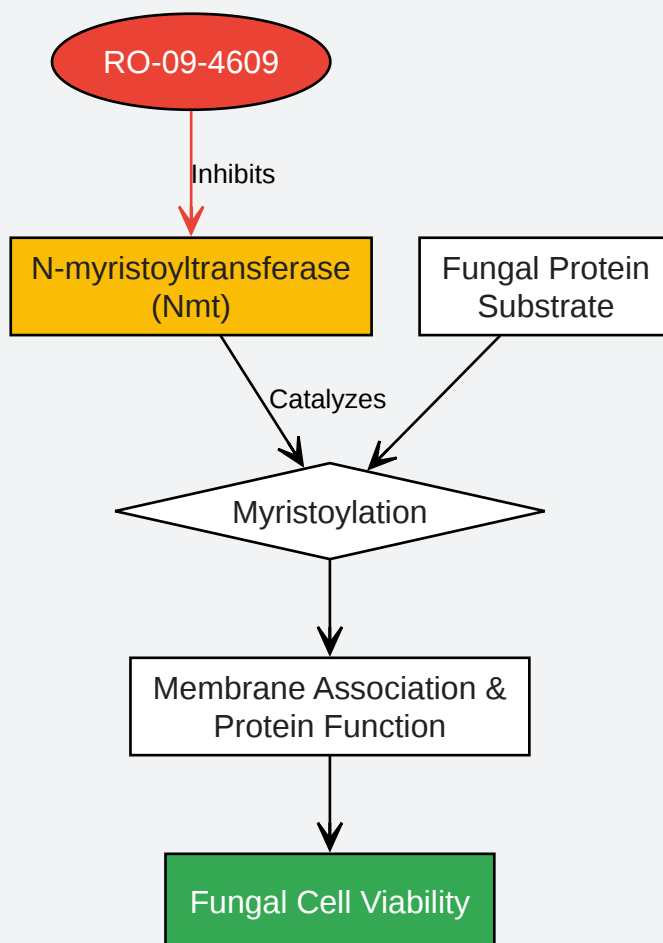 RO-09-4609
Inhibits
N-myristoyltransferase
(Nmt)
Fungal Protein
Substrate
Catalyzes
Myristoylation
Membrane Association &
Protein Function
Fungal Cell Viability